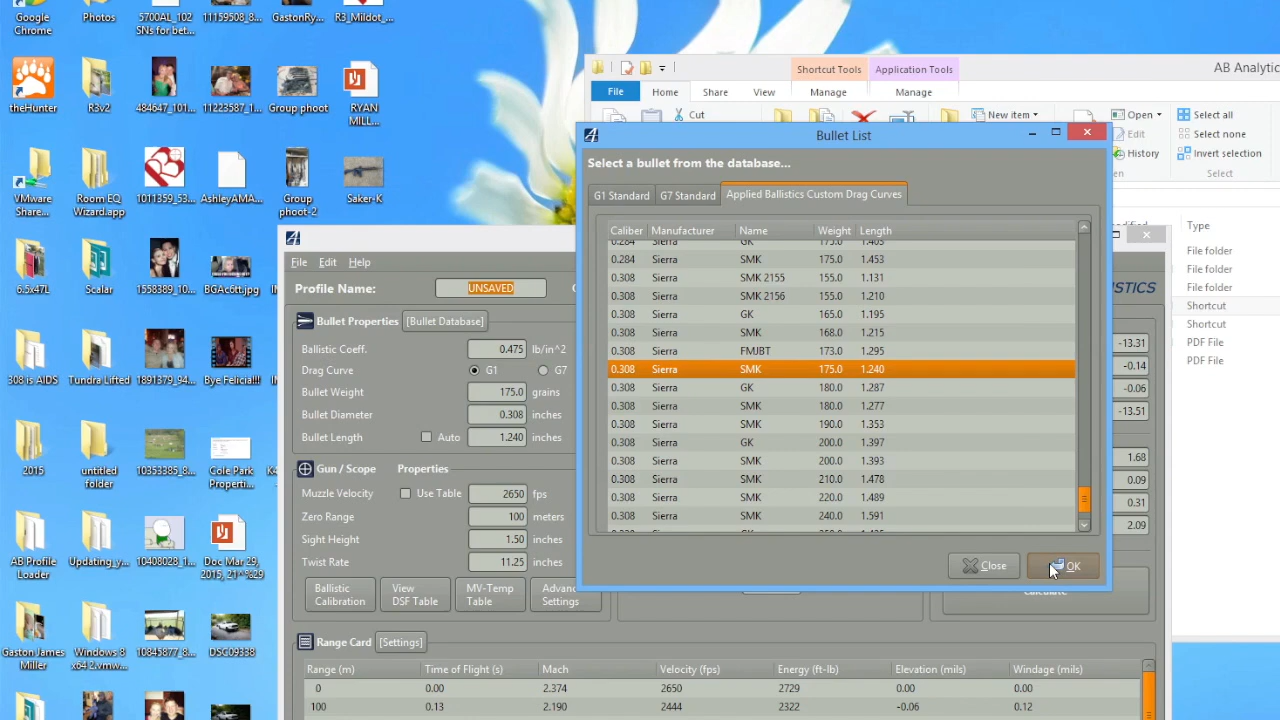 Google
Chrome
Photos
5700AL_102
SNs for bet...
11159508_8...
GastonRy...
R3_Mildot_...
theHunter
R3v2
484647_101...
11223587_1...
Group phoot
RYAN
MILL...
VMware
Share...
Room EQ
Wizard.app
1011359_53...
AshleyAMA...
Group
phoot-2
Saker-K
6.5x47L
Scalar
1558389_10...
BGAc6tt.jpg
308 is AIDS
Tundra Lifted
1891379_94...
Bye Felicia!!!
2015
untitled
folder
10353385_8...
Cole Park
Properti...
AB Profile
Loader
Updating_y...
10408028_1...
Doc Mar 29,
2015, 21^%29
Gaston James
Miller
Windows 8
x64 2.vmw...
10845877_8...
DSC09338
Shortcut Tools
Application Tools
AB Analytic
File
Home
Share
View
Manage
Manage
Cut
New item
Open
Edit
History
Select all
Select none
Invert selection
Select
Type
File folder
File folder
File folder
Shortcut
Shortcut
PDF File
PDF File
File Edit Help
Profile Name: UNSAVED
Bullet Properties [Bullet Database]
Ballistic Coeff. 0.475 lb/in^2
Drag Curve G1 G7
Bullet Weight 175.0 grains
Bullet Diameter 0.308 inches
Bullet Length Auto 1.240 inches
Gun / Scope Properties
Muzzle Velocity Use Table 2650 fps
Zero Range 100 meters
Sight Height 1.50 inches
Twist Rate 11.25 inches
Ballistic
Calibration
View
DSF Table
MV-Temp
Table
Advan
Settings
Range Card [Settings]
Range (m) Time of Flight (s) Mach Velocity (fps) Energy (ft-lb) Elevation (mils) Windage (mils)
0 0.00 2.374 2650 2729 0.00 0.00
100 0.13 2.190 2444 2322 -0.06 0.12
ISTICS
-13.31
-0.14
-0.06
-13.51
1.68
0.09
0.31
2.09
Calculate
Bullet List
Select a bullet from the database...
G1 Standard G7 Standard Applied Ballistics Custom Drag Curves
Caliber Manufacturer Name Weight Length
0.284 Sierra GK 175.0 1.403
0.284 Sierra SMK 175.0 1.453
0.308 Sierra SMK 2155 155.0 1.131
0.308 Sierra SMK 2156 155.0 1.210
0.308 Sierra GK 165.0 1.195
0.308 Sierra SMK 168.0 1.215
0.308 Sierra FMJBT 173.0 1.295
0.308 Sierra SMK 175.0 1.240
0.308 Sierra GK 180.0 1.287
0.308 Sierra SMK 180.0 1.277
0.308 Sierra SMK 190.0 1.353
0.308 Sierra GK 200.0 1.397
0.308 Sierra SMK 200.0 1.393
0.308 Sierra SMK 210.0 1.478
0.308 Sierra SMK 220.0 1.489
0.308 Sierra SMK 240.0 1.591
Close
OK